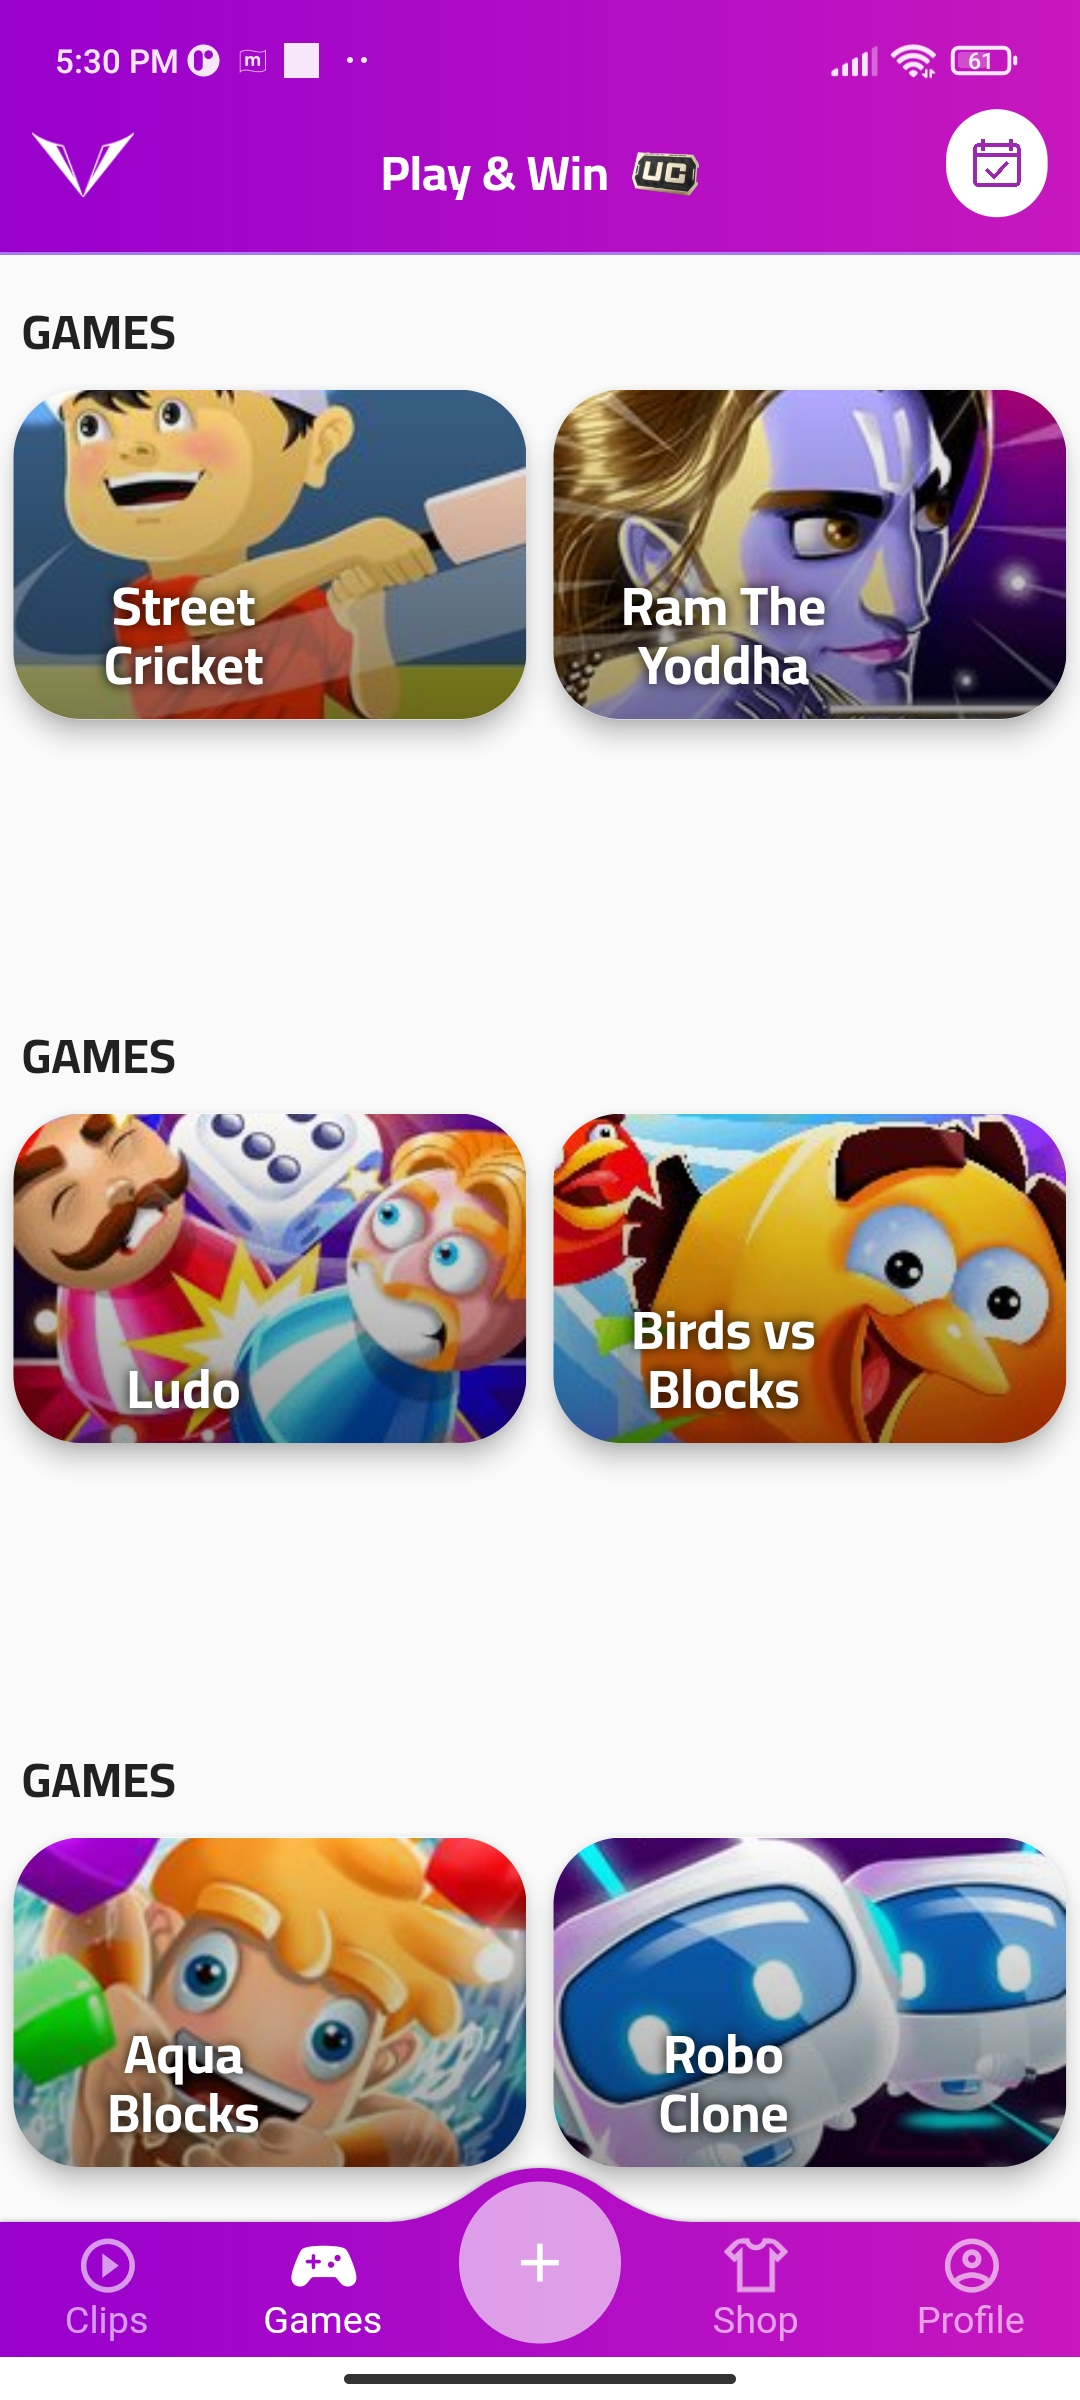 5:30 PM m 61
Play & Win UC
GAMES
Street
Cricket
Ram The
Yoddha
GAMES
Ludo
Birds vs
Blocks
GAMES
Aqua
Blocks
Robo
Clone
Clips
Games
+
Shop
Profile